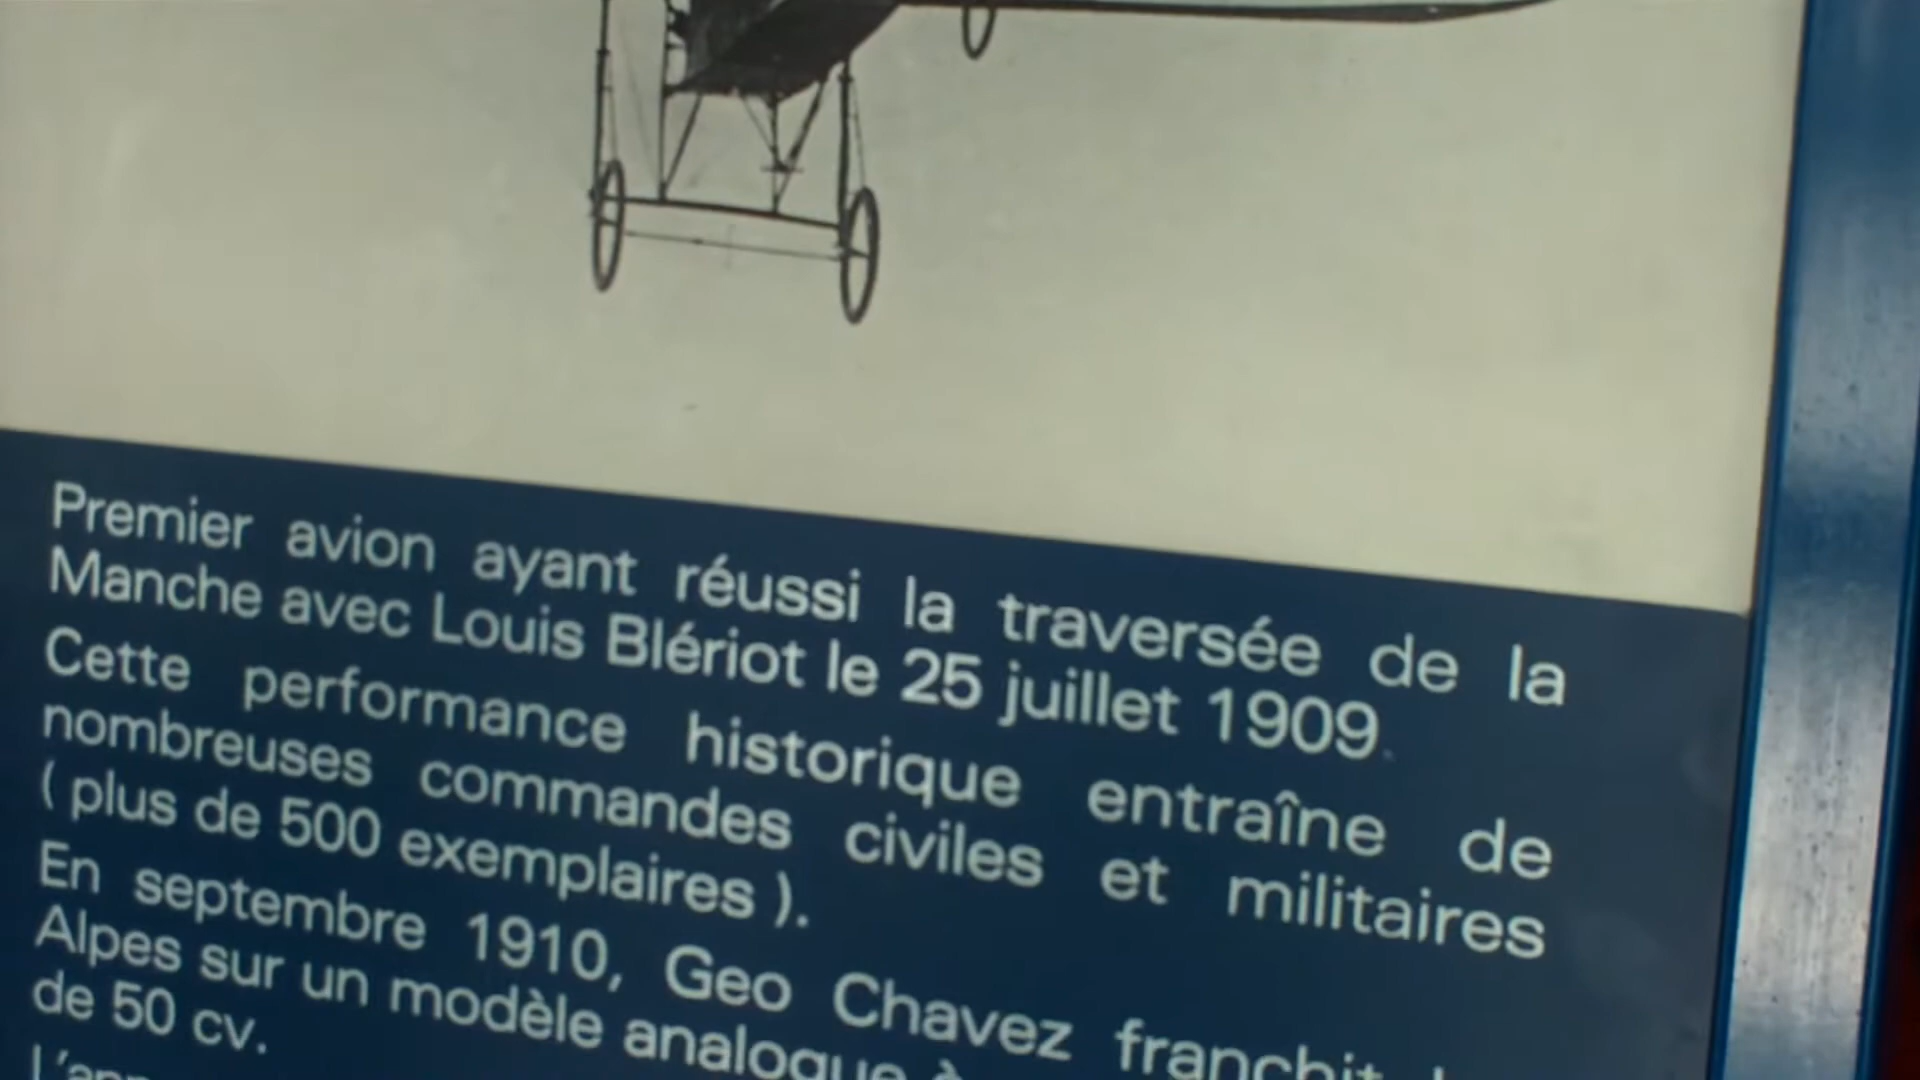 Premier avion ayant réussi la traversée de la
Manche avec Louis Blériot le 25 juillet 1909.
Cette performance historique entraîne de
nombreuses commandes civiles et militaires
( plus de 500 exemplaires ).
En septembre 1910, Geo Chavez franchit
Alpes sur un modèle analogue à
de 50 cv.